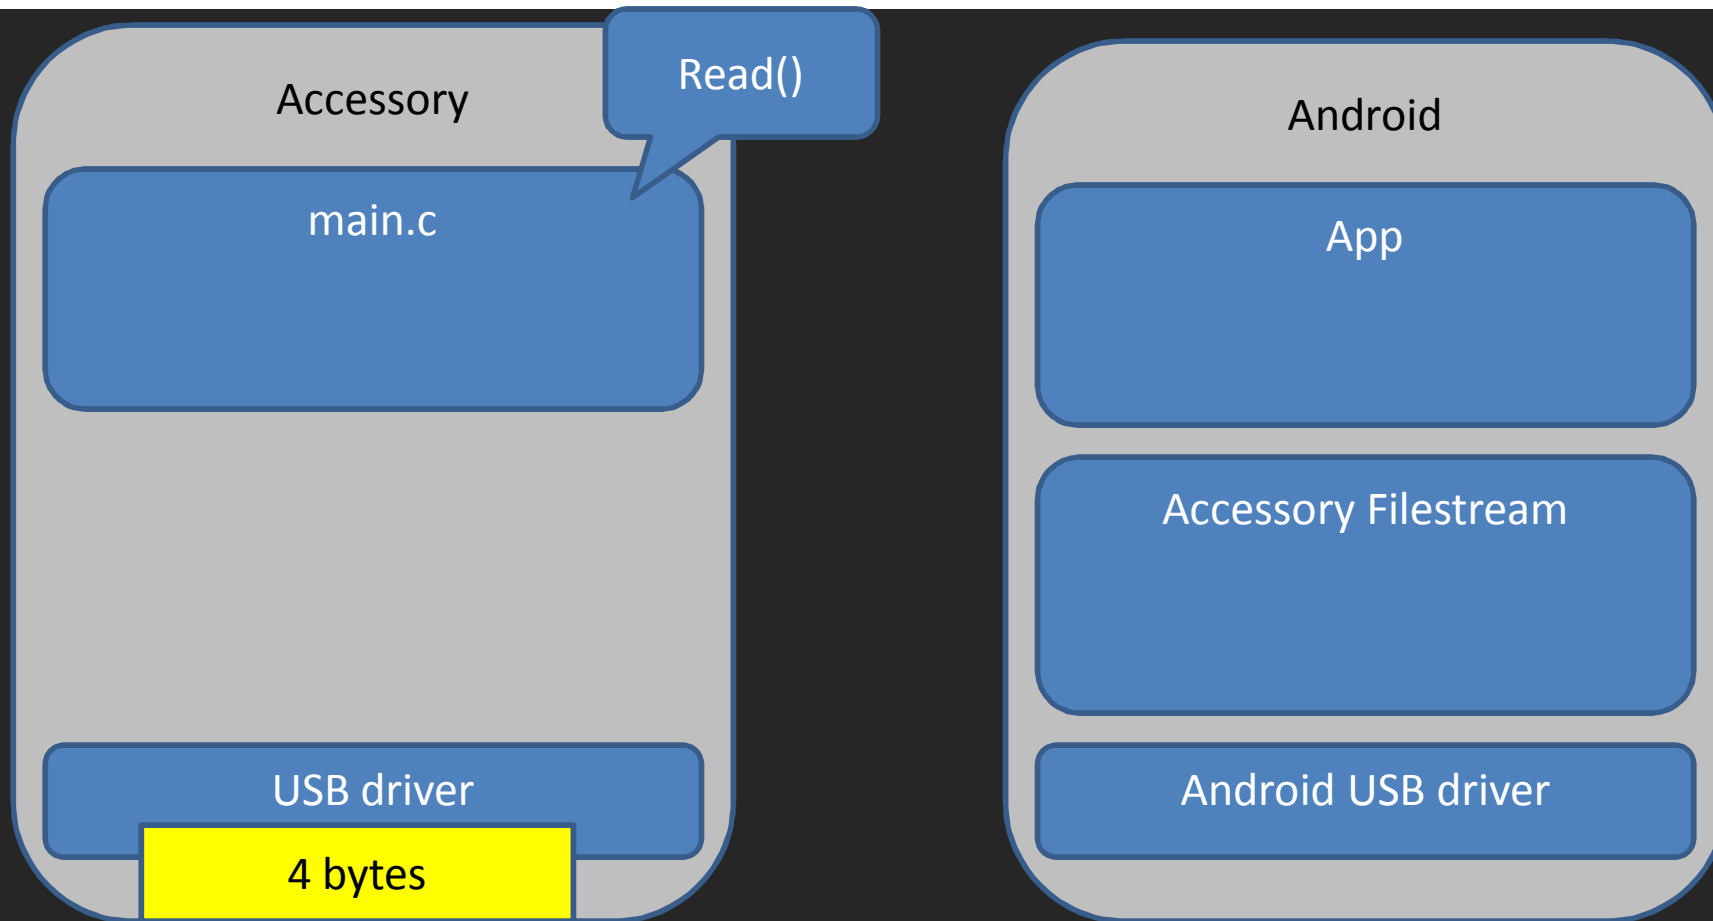 Accessory
Read()
main.c
USB driver
4 bytes
Android
App
Accessory Filestream
Android USB driver